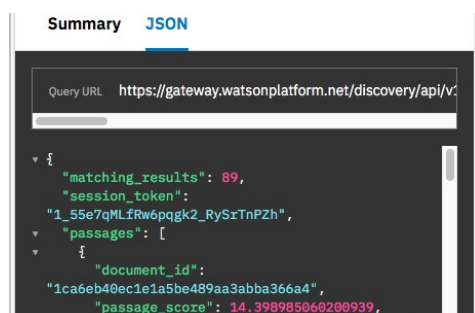 Summary JSON
Query URL https://gateway.watsonplatform.net/discovery/api/v1
{
"matching_results": 89,
"session_token":
"1_55e7qMLfRw6pqgk2_RySrTnPZh",
"passages": [
{
"document_id":
"1ca6eb40ec1e1a5be489aa3abba366a4",
"passage_score": 14.398985060200939,